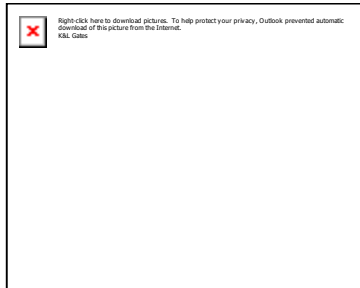 Right-click here to download pictures. To help protect your privacy, Outlook prevented automatic
download of this picture from the Internet.
K&L Gates